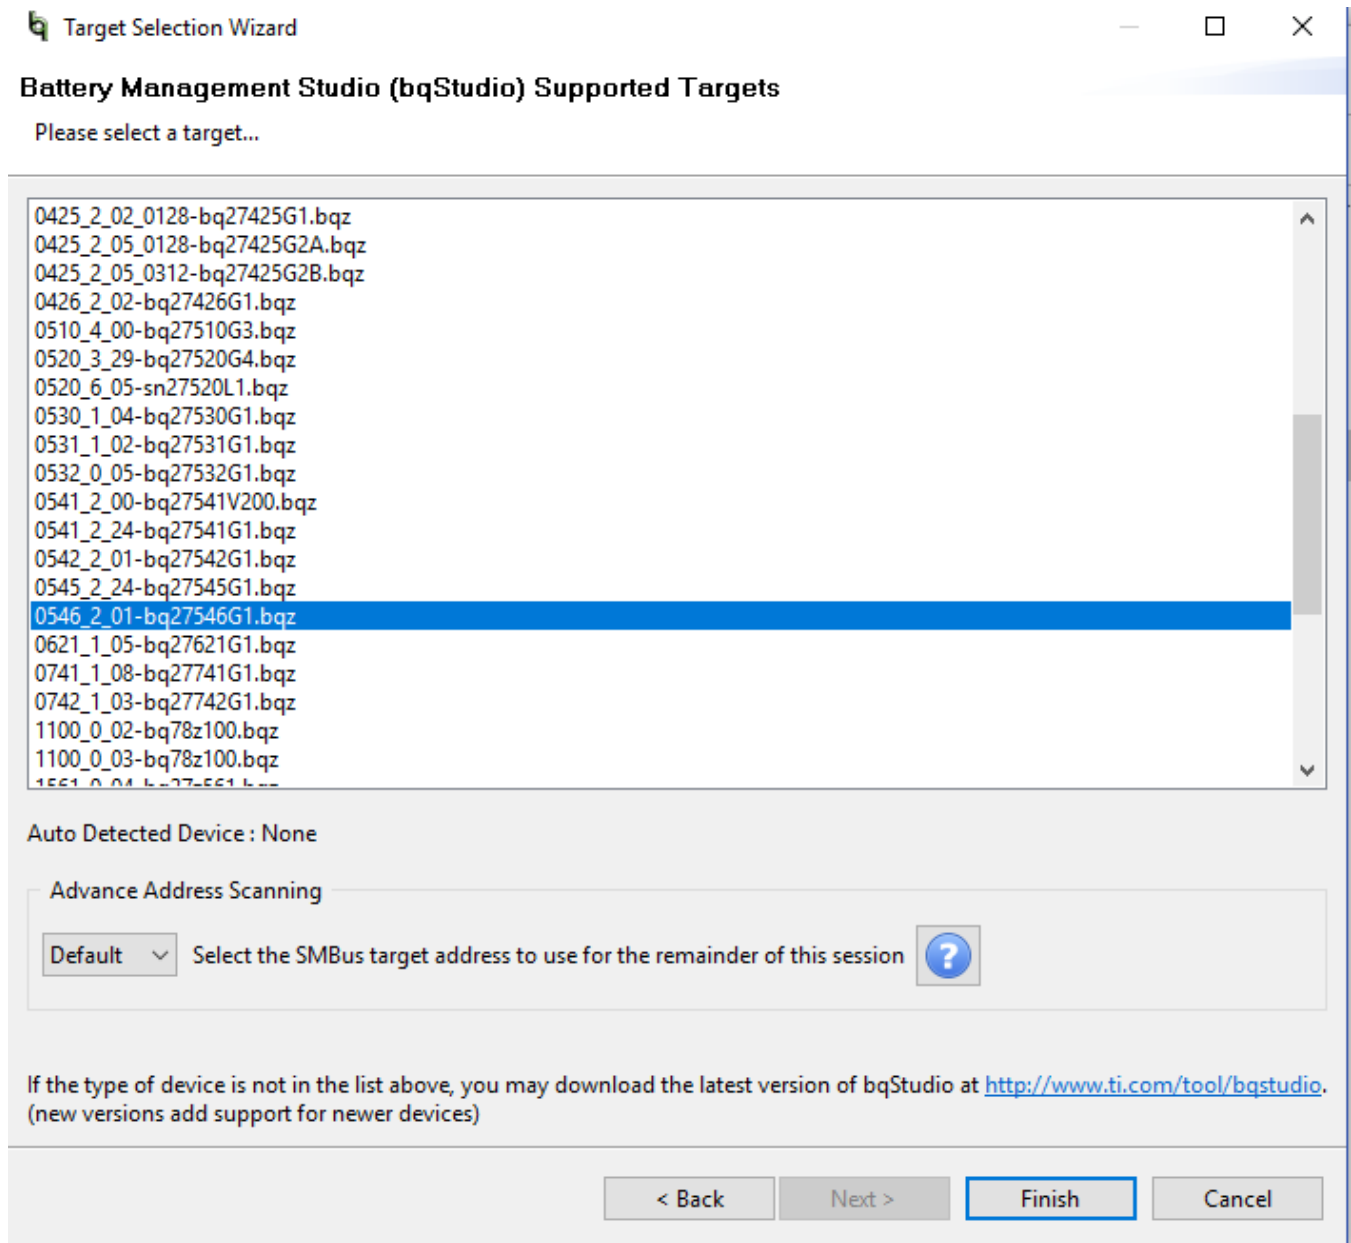 Target Selection Wizard
Battery Management Studio (bqStudio) Supported Targets
Please select a target...
0425_2_02_0128-bq27425G1.bqz
0425_2_05_0128-bq27425G2A.bqz
0425_2_05_0312-bq27425G2B.bqz
0426_2_02-bq27426G1.bqz
0510_4_00-bq27510G3.bqz
0520_3_29-bq27520G4.bqz
0520_6_05-sn27520L1.bqz
0530_1_04-bq27530G1.bqz
0531_1_02-bq27531G1.bqz
0532_0_05-bq27532G1.bqz
0541_2_00-bq27541V200.bqz
0541_2_24-bq27541G1.bqz
0542_2_01-bq27542G1.bqz
0545_2_24-bq27545G1.bqz
0546_2_01-bq27546G1.bqz
0621_1_05-bq27621G1.bqz
0741_1_08-bq27741G1.bqz
0742_1_03-bq27742G1.bqz
1100_0_02-bq78z100.bqz
1100_0_03-bq78z100.bqz
Auto Detected Device : None
Advance Address Scanning
Default Select the SMBus target address to use for the remainder of this session ?
If the type of device is not in the list above, you may download the latest version of bqStudio at http://www.ti.com/tool/bqstudio.
(new versions add support for newer devices)
< Back Next > Finish Cancel